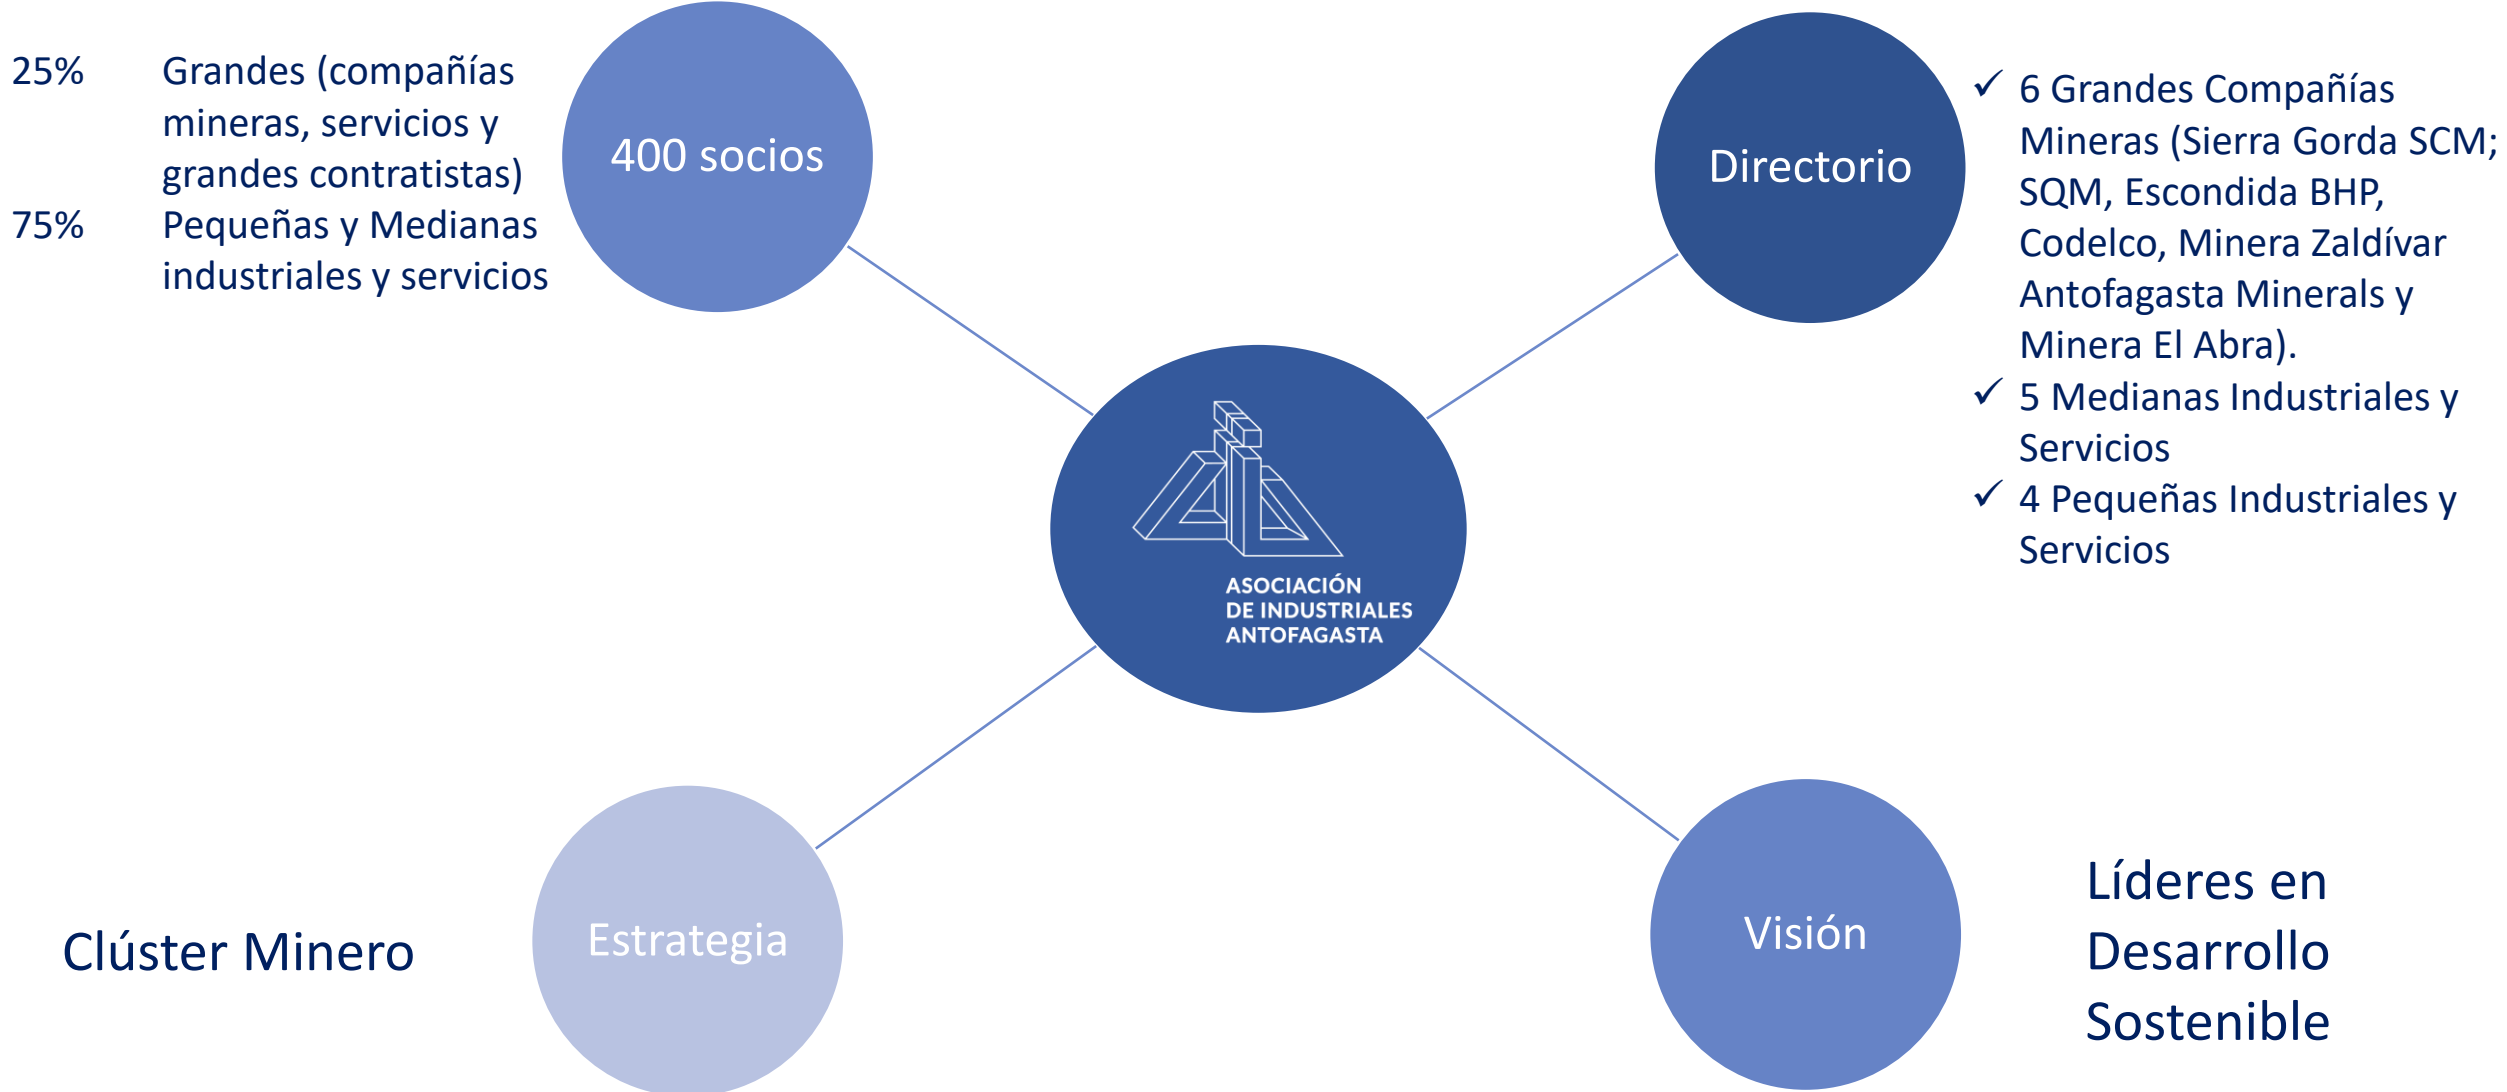 25% Grandes (compañías
mineras, servicios y
grandes contratistas)
75% Pequeñas y Medianas
industriales y servicios
400 socios
Directorio
✓ 6 Grandes Compañías
Mineras (Sierra Gorda SCM;
SQM, Escondida BHP,
Codelco, Minera Zaldívar
Antofagasta Minerals y
Minera El Abra).
✓ 5 Medianas Industriales y
Servicios
✓ 4 Pequeñas Industriales y
Servicios
ASOCIACIÓN
DE INDUSTRIALES
ANTOFAGASTA
Clúster Minero
Estrategia
Visión
Líderes en
Desarrollo
Sostenible